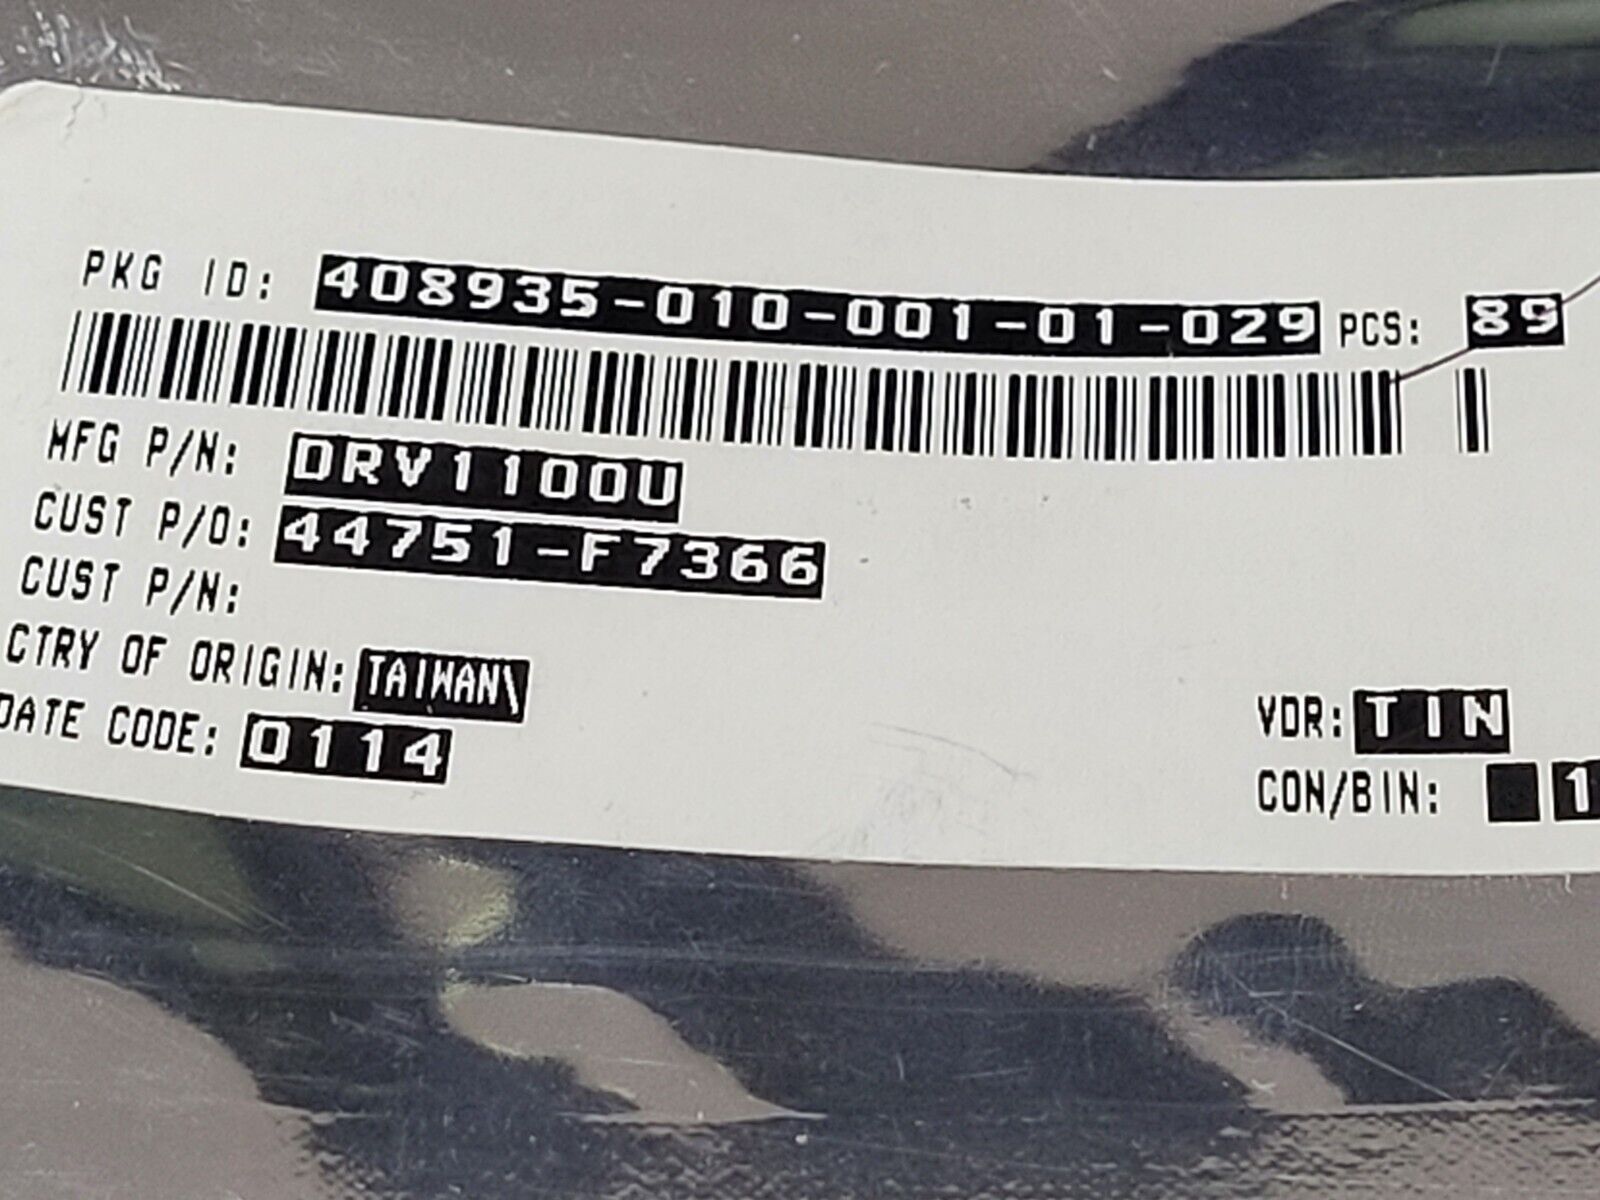 PKG ID: 408935-010-001-01-029 PCS: 89
MFG P/N: DRV1100U
CUST P/O: 44751-F7366
CUST P/N:
CTRY OF ORIGIN: TAIWAN\
DATE CODE: 0114
VDR: TIN
CON/BIN: 1